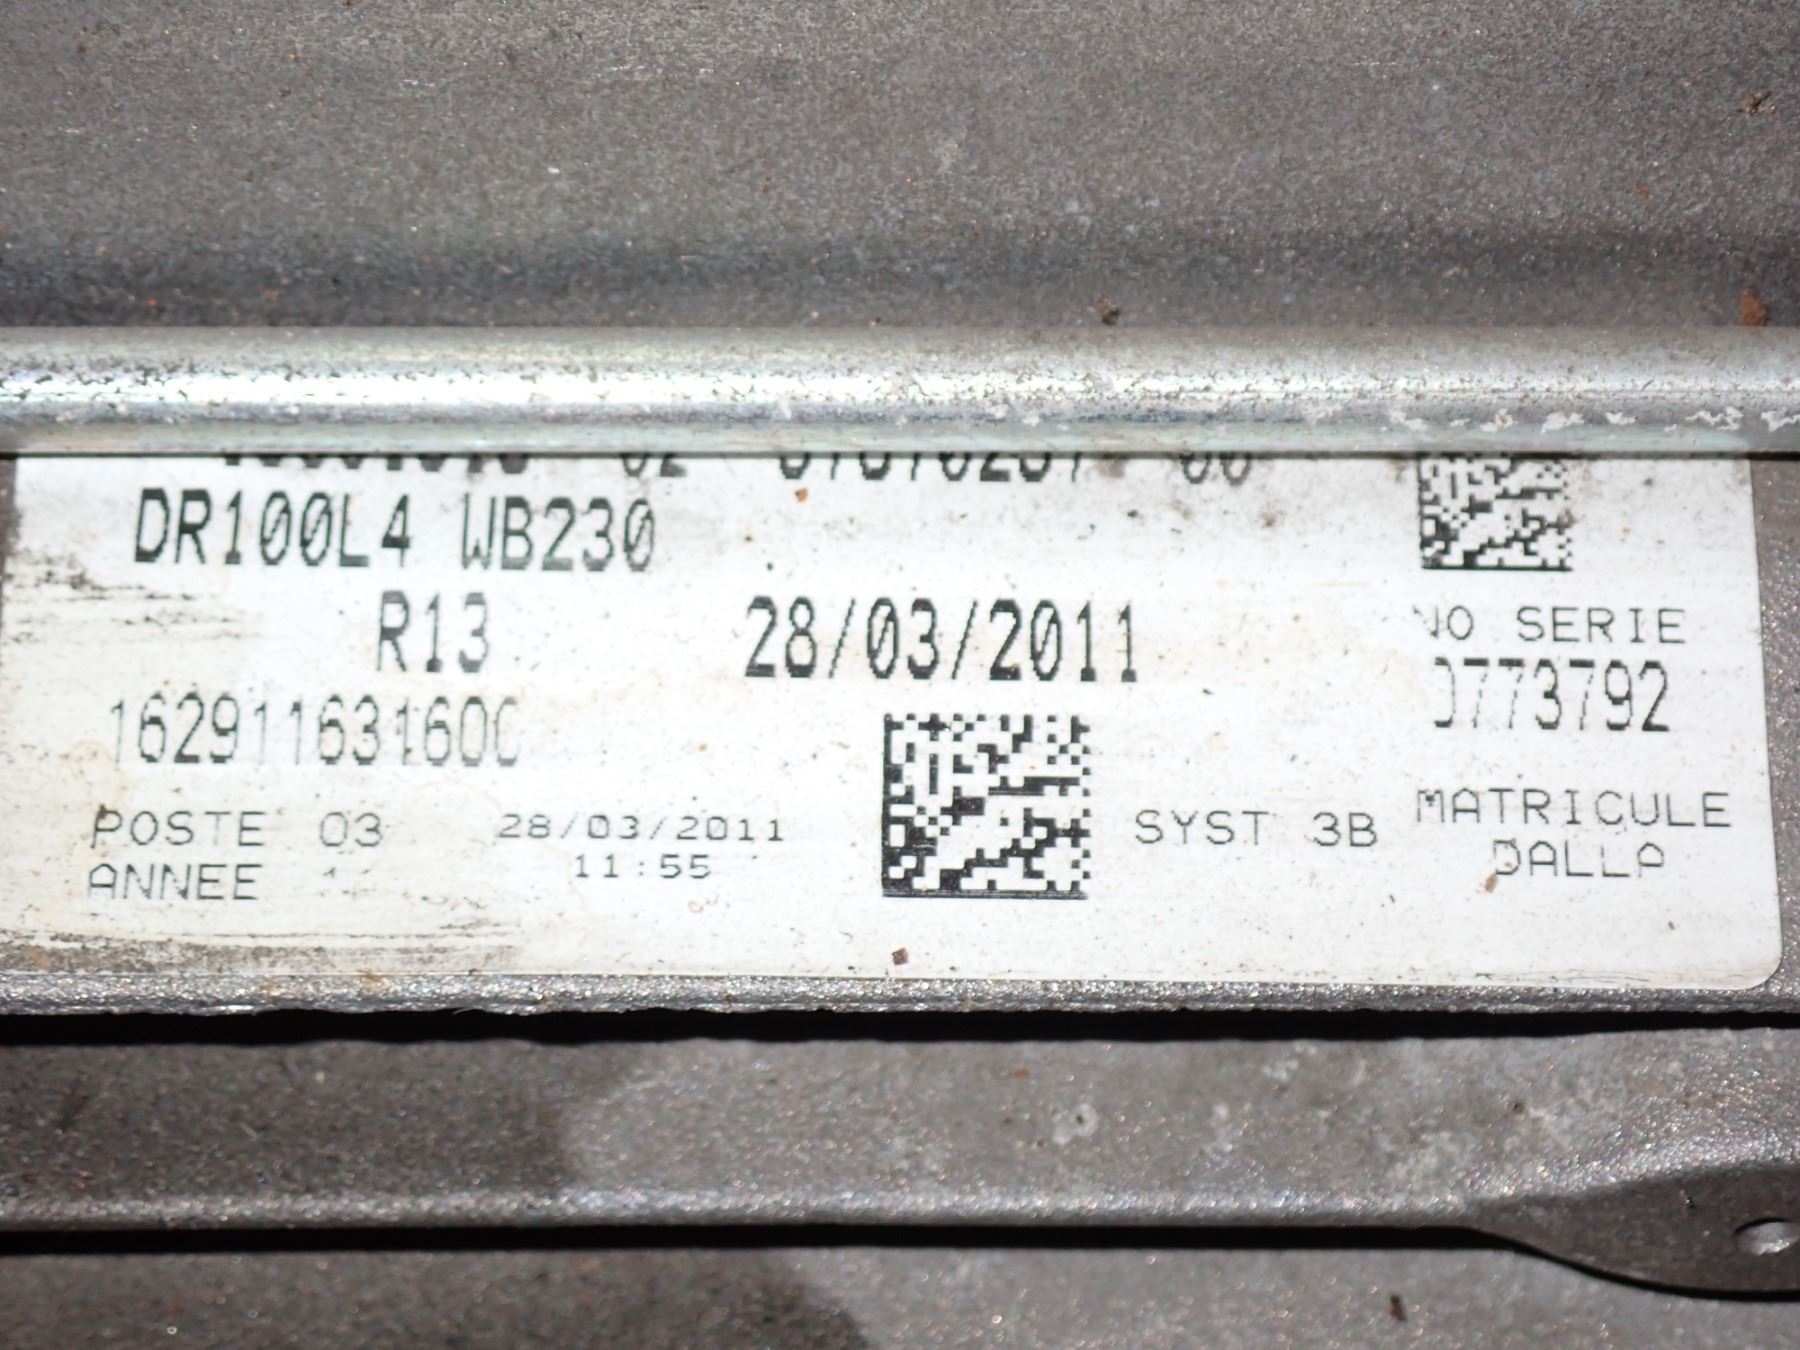 DR100L4 WB230
R13 28/03/2011
NO SERIE
0773792
162911631600
POSTE 03 28/03/2011 SYST 3B MATRICULE
ANNEE 11:55 DALLA